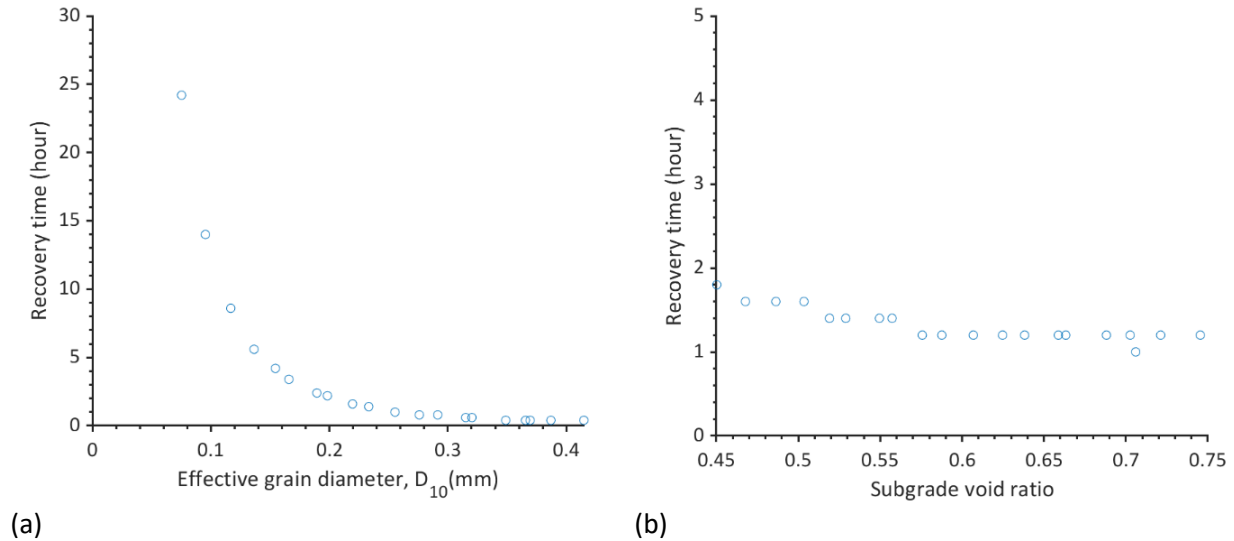 30
25
20
15
10
5
0
Recovery time (hour)
0 0.1 0.2 0.3 0.4
Effective grain diameter, D10(mm)
(a)
5
4
3
2
1
0
Recovery time (hour)
0.45 0.5 0.55 0.6 0.65 0.7 0.75
Subgrade void ratio
(b)